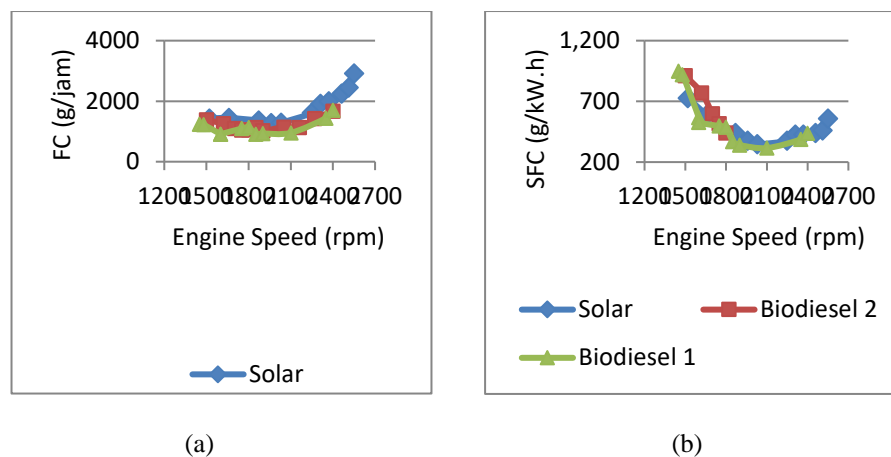 FC (g/jam)
4000
2000
0
1200 1500 1800 2100 2400 2700
Engine Speed (rpm)
Solar
SFC (g/kW.h)
1,200
700
200
1200 1500 1800 2100 2400 2700
Engine Speed (rpm)
Solar Biodiesel 2
Biodiesel 1
(a) (b)